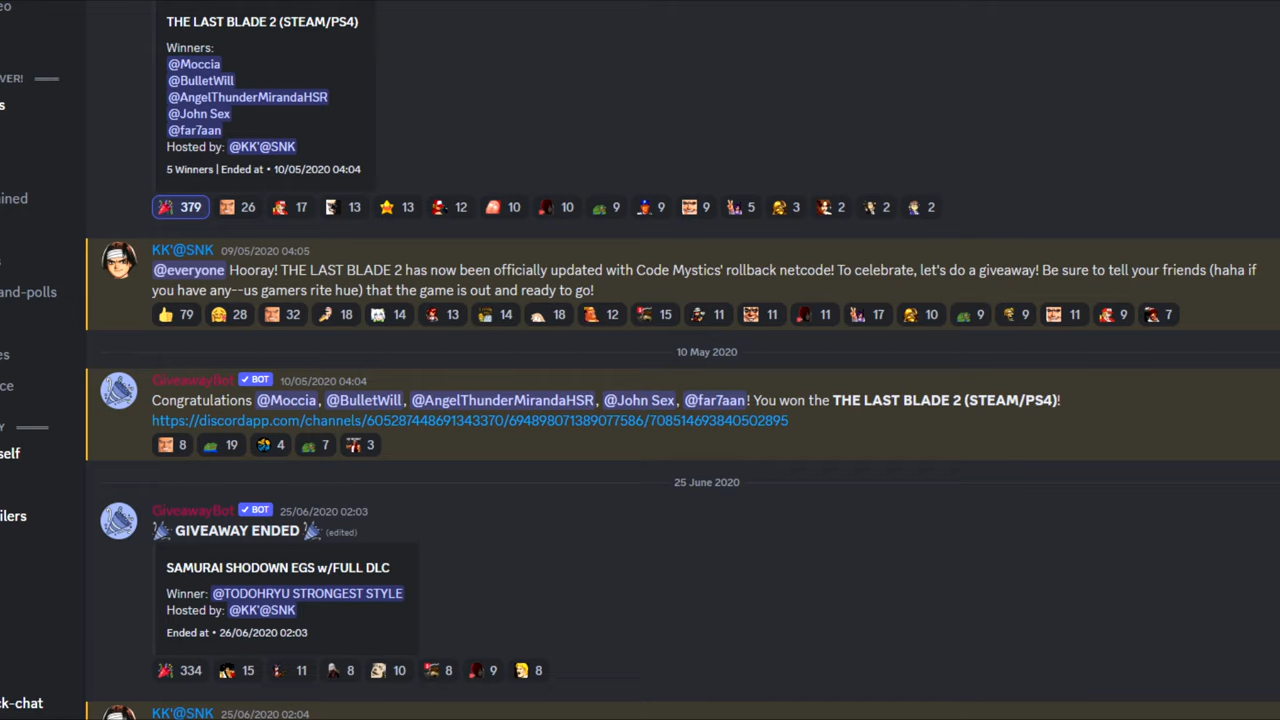 eo
THE LAST BLADE 2 (STEAM/PS4)
Winners:
@Moccia
VER!
@BulletWill
s
@AngelThunderMirandaHSR
@John Sex
@far7aan
Hosted by: @KK'@SNK
5 Winners | Ended at • 10/05/2020 04:04
ined
379 26 17 13 13 12 10 10 9 9 9 5 3 2 2 2
KK'@SNK 09/05/2020 04:05
s
@everyone Hooray! THE LAST BLADE 2 has now been officially updated with Code Mystics' rollback netcode! To celebrate, let's do a giveaway! Be sure to tell your friends (haha if
and-polls
you have any--us gamers rite hue) that the game is out and ready to go!
79 28 32 18 14 13 14 18 12 15 11 11 11 17 10 9 9 11 9 7
es
10 May 2020
ce
GiveawayBot BOT 10/05/2020 04:04
Congratulations @Moccia, @BulletWill, @AngelThunderMirandaHSR, @John Sex, @far7aan! You won the THE LAST BLADE 2 (STEAM/PS4)!
Y
https://discordapp.com/channels/605287448691343370/694898071389077586/708514693840502895
self
8 19 4 7 3
25 June 2020
ilers
GiveawayBot BOT 25/06/2020 02:03
GIVEAWAY ENDED (edited)
SAMURAI SHODOWN EGS w/FULL DLC
Winner: @TODOHRYU STRONGEST STYLE
Hosted by: @KK'@SNK
Ended at • 26/06/2020 02:03
334 15 11 8 10 8 9 8
ck-chat
KK'@SNK 25/06/2020 02:04